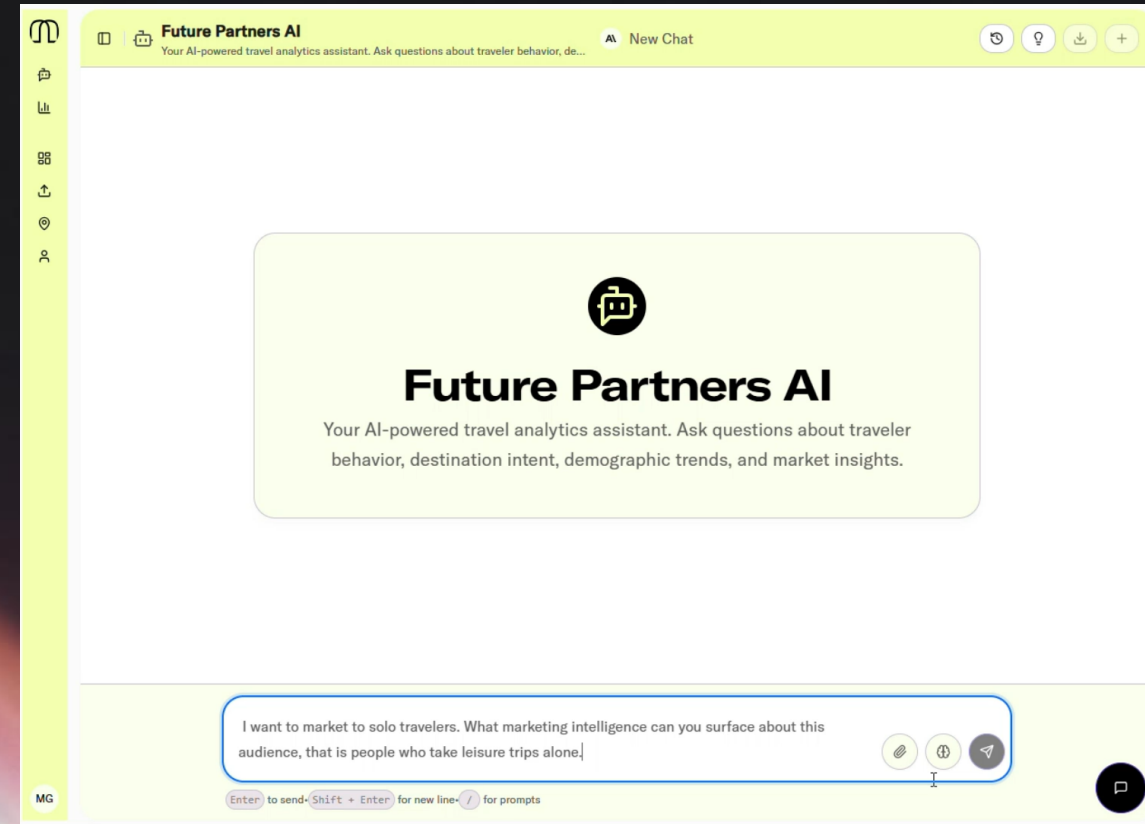 Future Partners AI
Your AI-powered travel analytics assistant. Ask questions about traveler behavior, de...
New Chat
Future Partners AI
Your AI-powered travel analytics assistant. Ask questions about traveler
behavior, destination intent, demographic trends, and market insights.
I want to market to solo travelers. What marketing intelligence can you surface about this
audience, that is people who take leisure trips alone.
MG
Enter to send• Shift + Enter for new line• / for prompts